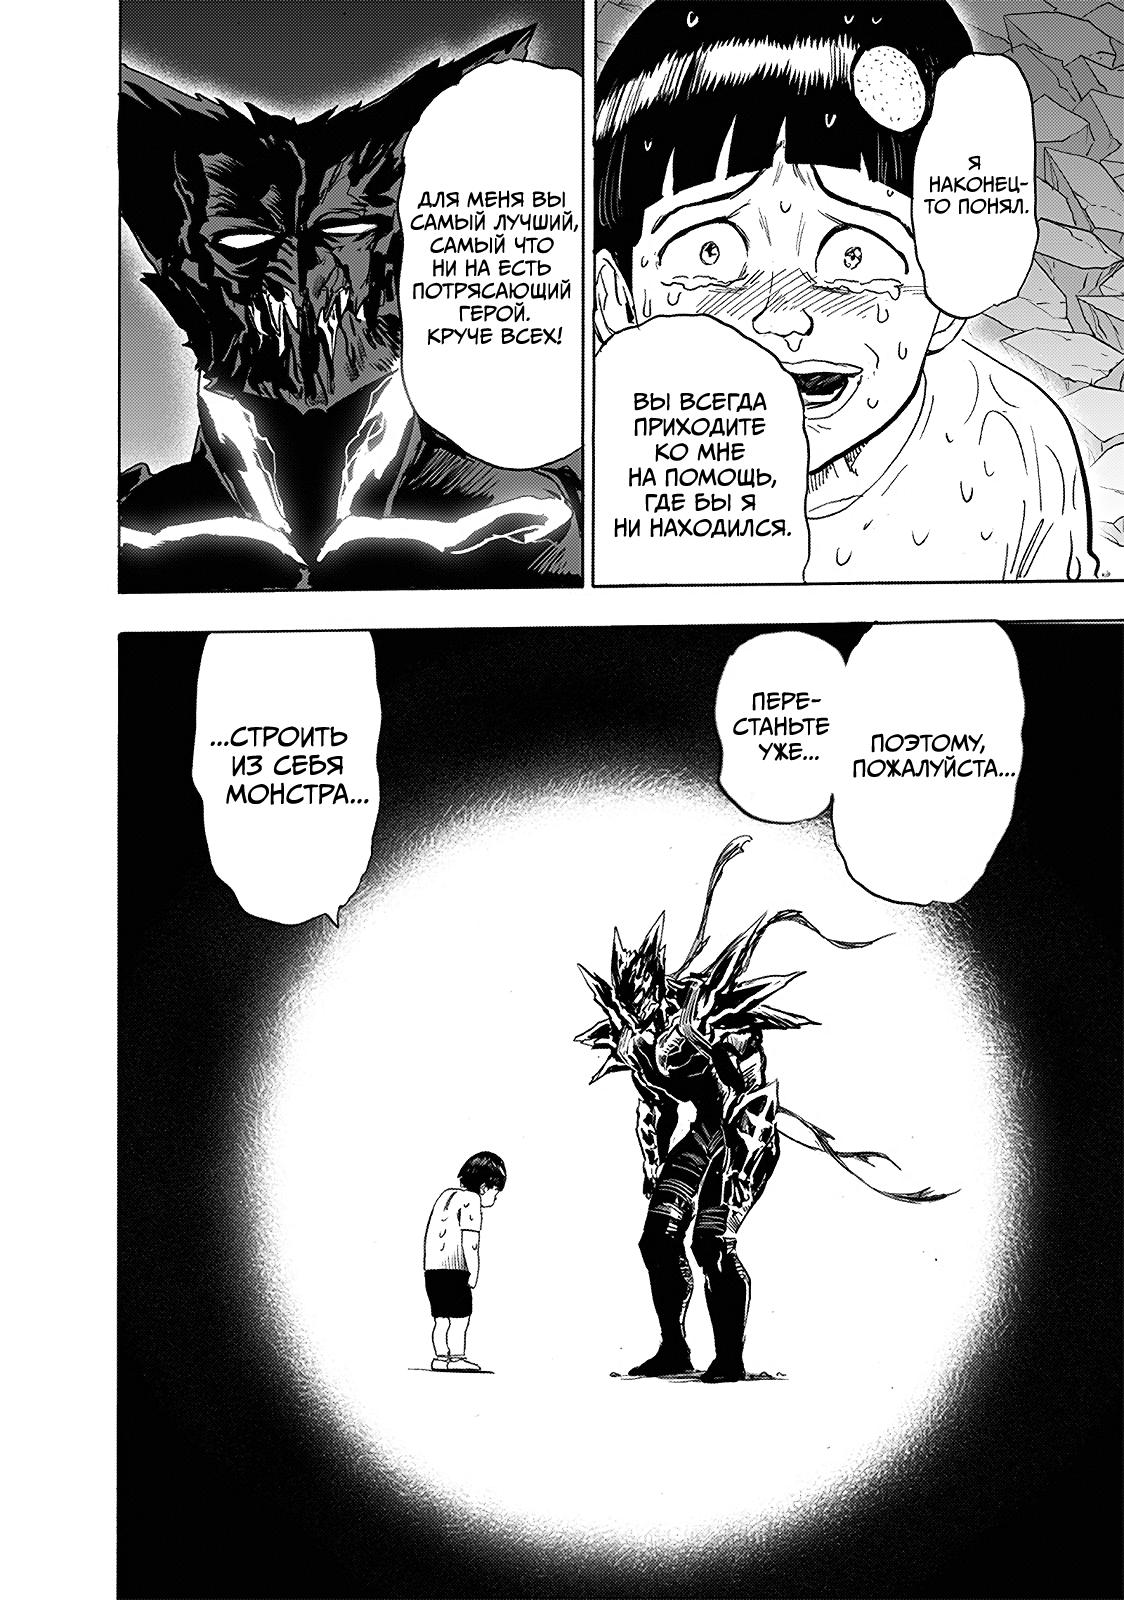 Я
НАКОНЕЦ-
ТО ПОНЯЛ.
ВЫ ВСЕГДА
ПРИХОДИТЕ
КО МНЕ
НА ПОМОЩЬ,
ГДЕ БЫ Я
НИ НАХОДИЛСЯ.
ДЛЯ МЕНЯ ВЫ
САМЫЙ ЛУЧШИЙ,
САМЫЙ ЧТО
НИ НА ЕСТЬ
ПОТРЯСАЮЩИЙ
ГЕРОЙ.
КРУЧЕ ВСЕХ!
ПОЭТОМУ,
ПОЖАЛУЙСТА...
ПЕРЕ-
СТАНЬТЕ
УЖЕ...
...СТРОИТЬ
ИЗ СЕБЯ
МОНСТРА...